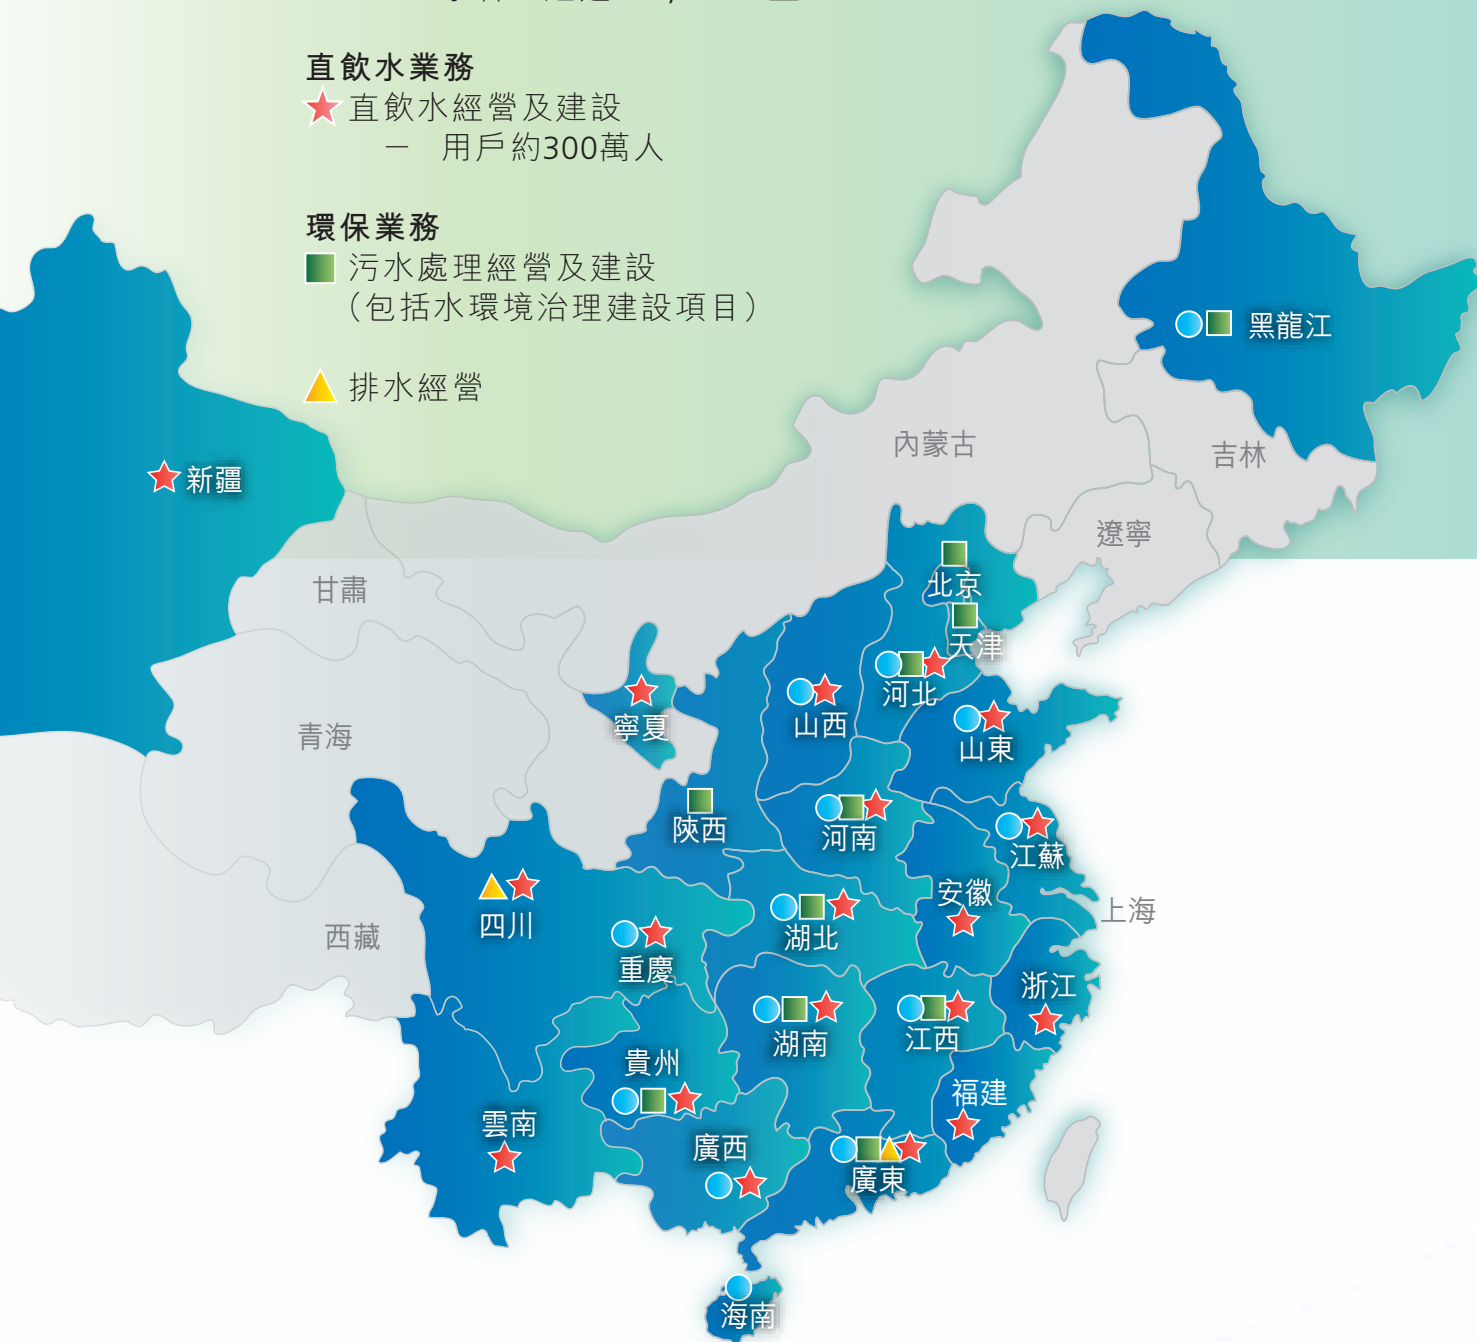 直飲水業務
直飲水經營及建設
－ 用戶約300萬人
環保業務
污水處理經營及建設
（包括水環境治理建設項目）
排水經營
黑龍江
內蒙古
吉林
新疆
遼寧
甘肅
北京
天津
河北
寧夏
山西
青海
山東
陝西
河南
江蘇
安徽
上海
四川
西藏
湖北
重慶
浙江
湖南
江西
貴州
福建
雲南
廣西
廣東
海南